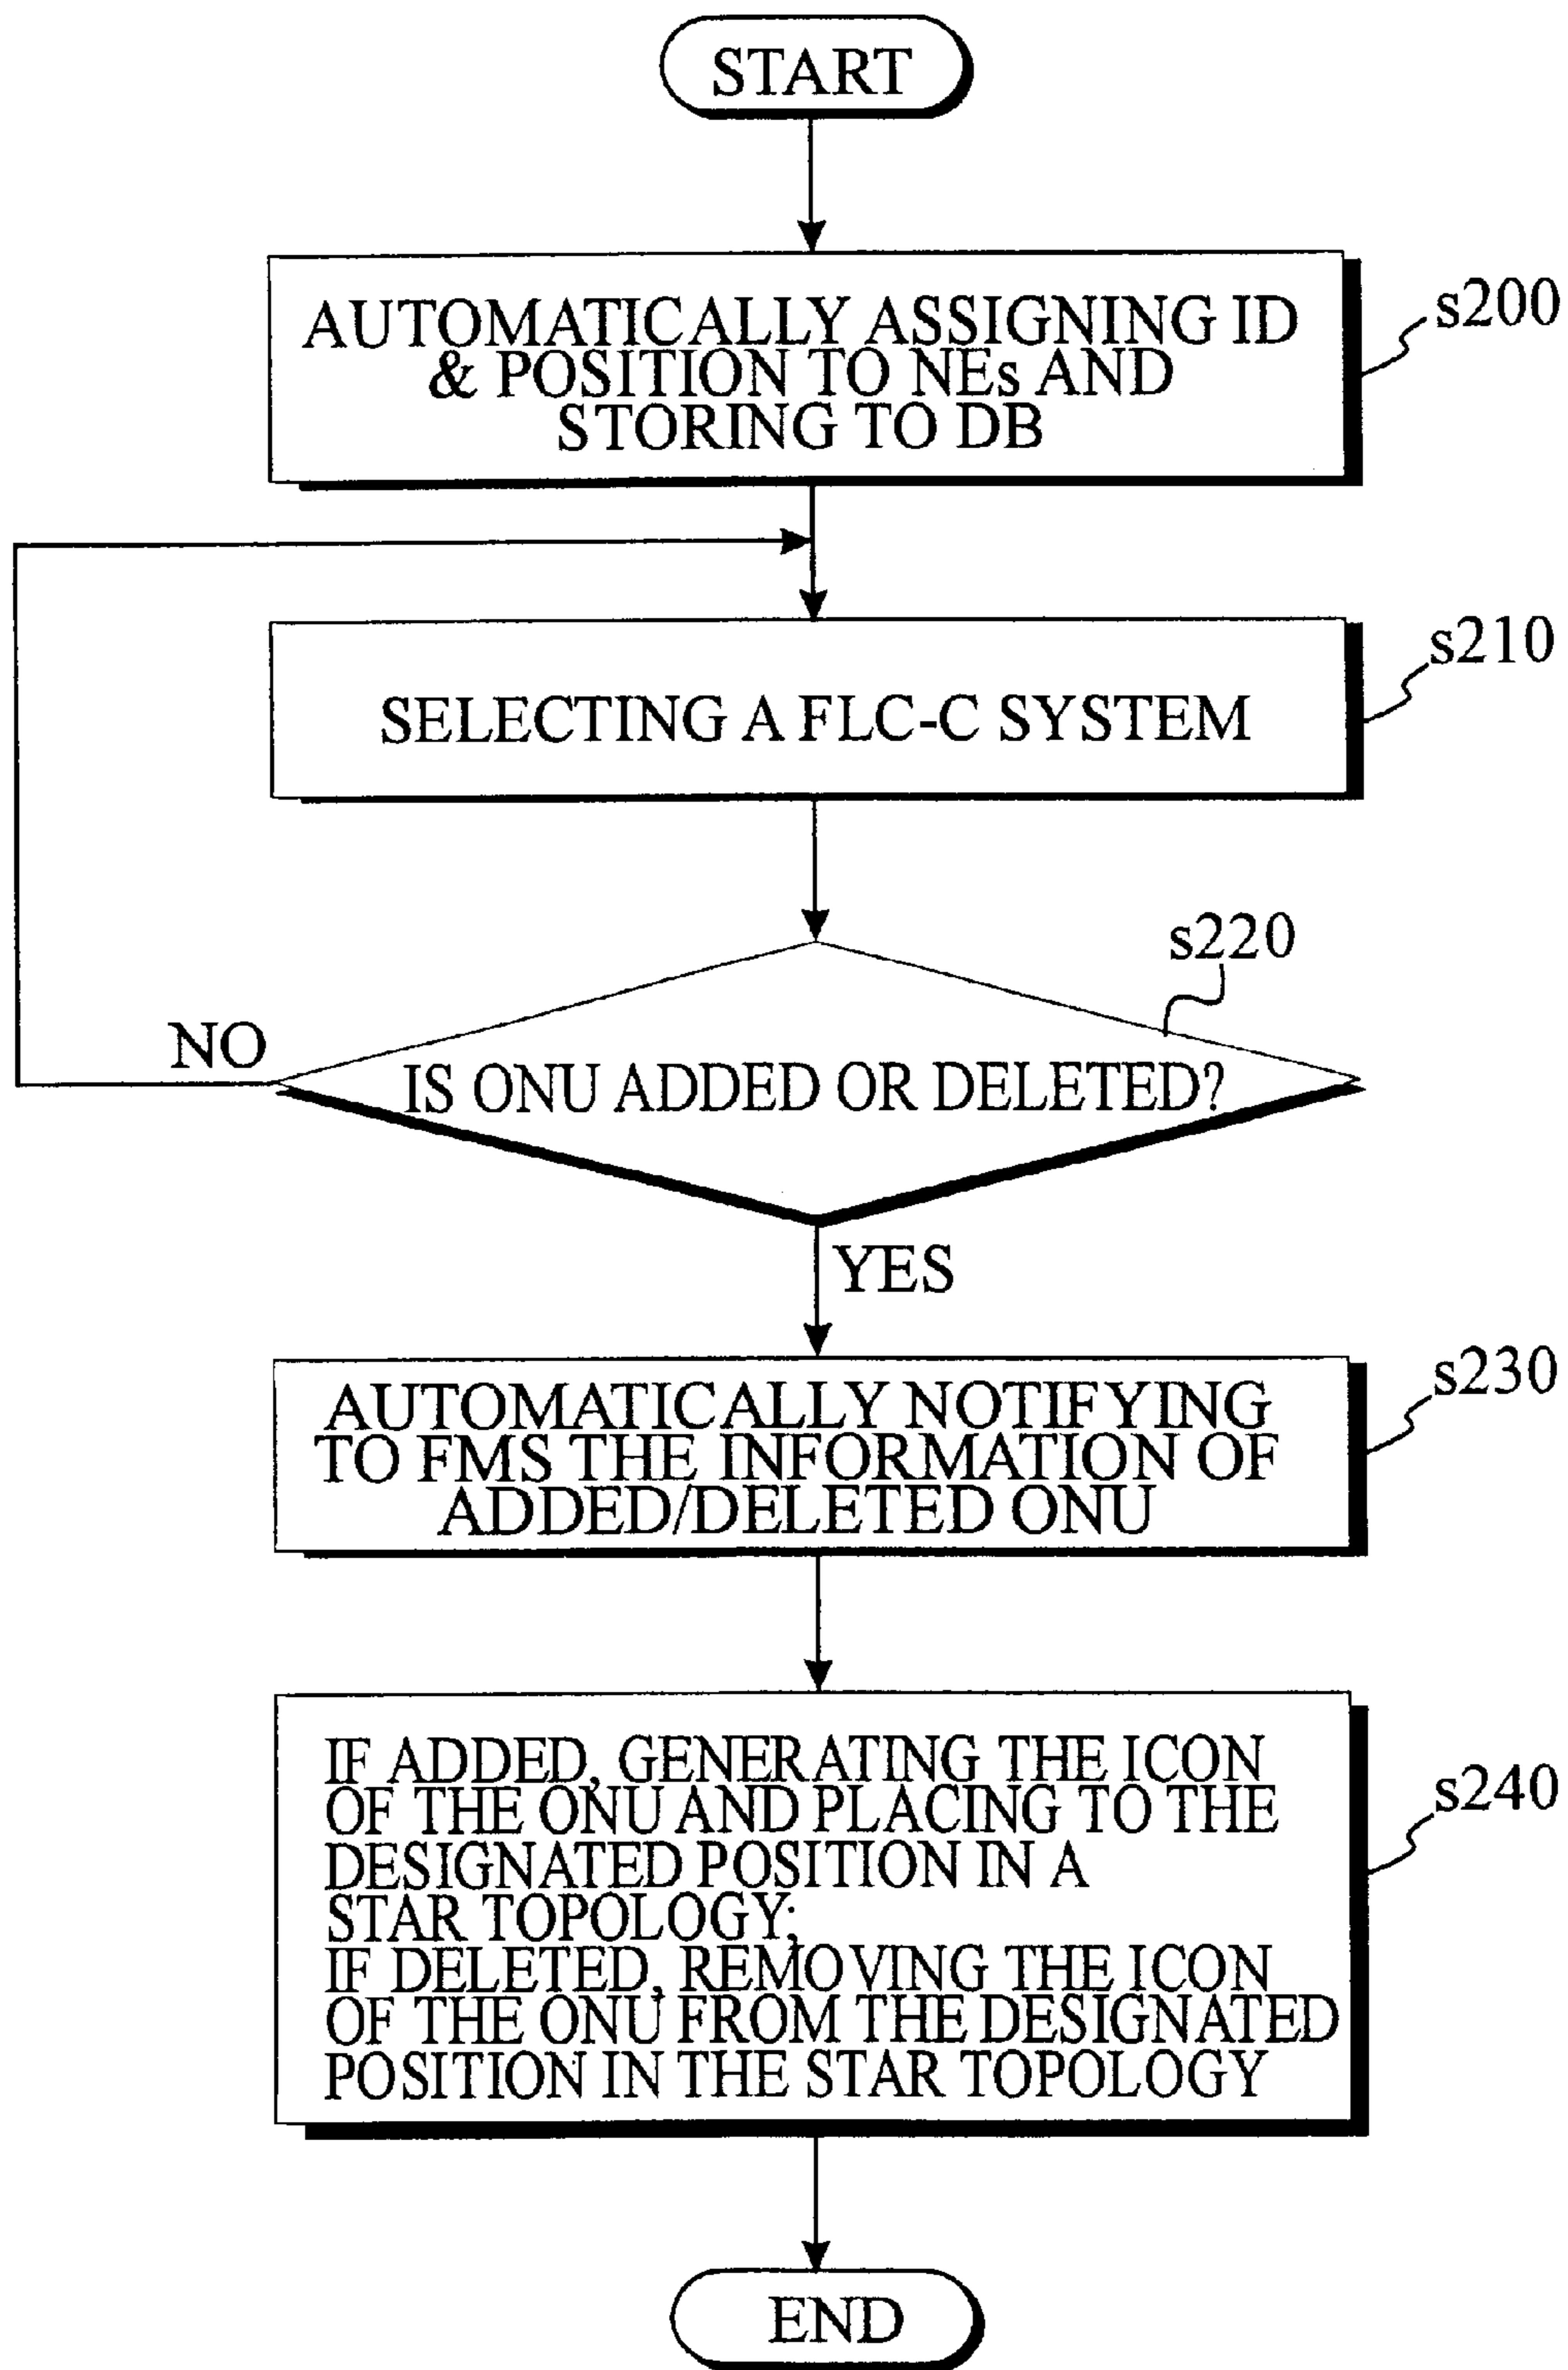 START
AUTOMATICALLY ASSIGNING ID
& POSITION TO NEs AND
STORING TO DB
s200
SELECTING A FLC-C SYSTEM
s210
s220
NO
IS ONU ADDED OR DELETED?
YES
AUTOMATICALLY NOTIFYING
TO FMS THE INFORMATION OF
ADDED/DELETED ONU
s230
IF ADDED, GENERATING THE ICON
OF THE ONU AND PLACING TO THE
DESIGNATED POSITION IN A
STAR TOPOLOGY;
IF DELETED, REMOVING THE ICON
OF THE ONU FROM THE DESIGNATED
POSITION IN THE STAR TOPOLOGY
s240
END